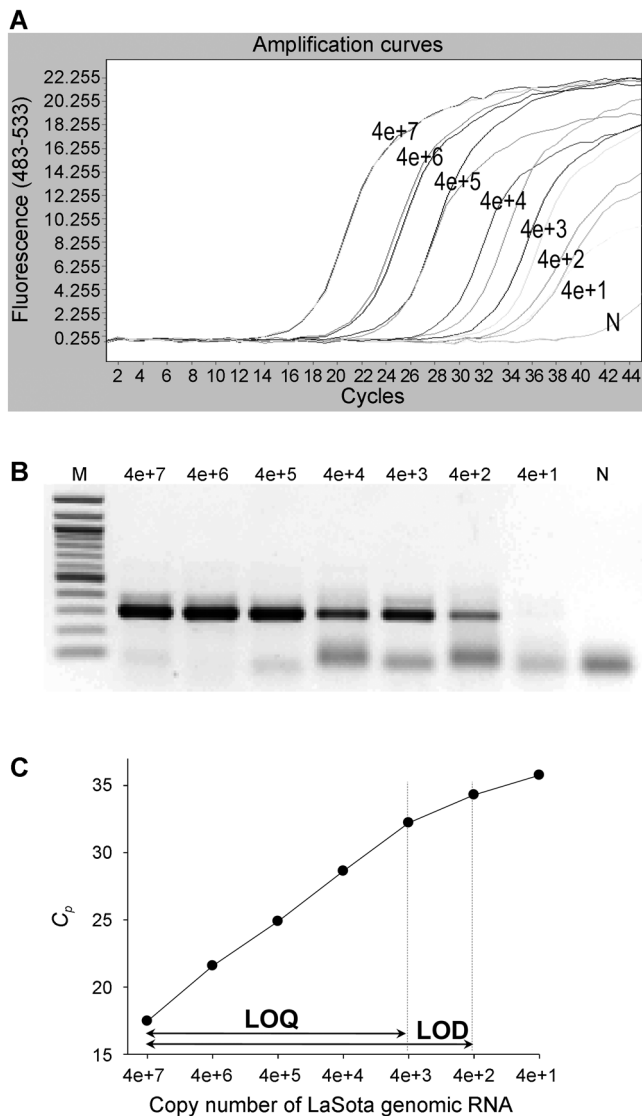 A
Amplification curves
Fluorescence (483-533)
22.255
20.255
18.255
16.255
14.255
12.255
10.255
8.255
6.255
4.255
2.255
0.255
4e+7
4e+6
4e+5
4e+4
4e+3
4e+2
4e+1
N
2 4 6 8 10 12 14 16 18 20 22 24 26 28 30 32 34 36 38 40 42 44
Cycles
B
M 4e+7 4e+6 4e+5 4e+4 4e+3 4e+2 4e+1 N
C
Cp
35
30
25
20
15
LOQ
LOD
4e+7 4e+6 4e+5 4e+4 4e+3 4e+2 4e+1
Copy number of LaSota genomic RNA